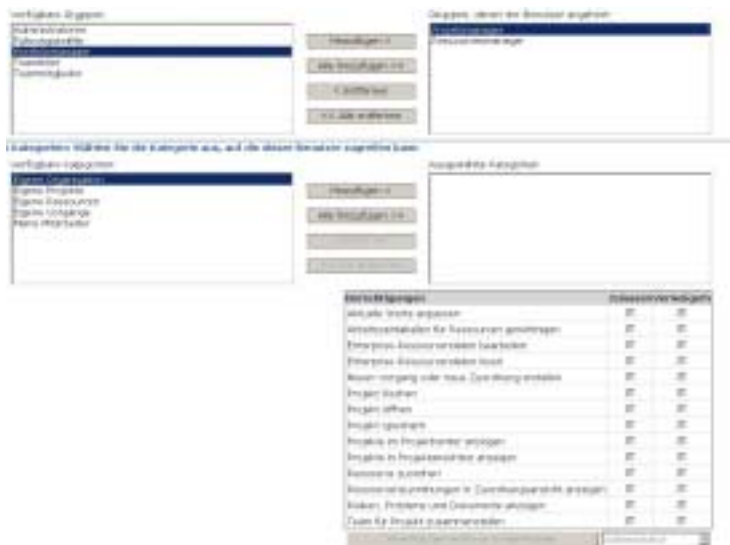 Verfügbare Gruppen
Gruppen, denen der Benutzer angehört
Administratoren
Führungskräfte
Teamleiter
Teammitglieder
Projektmanager
Ressourcenmanager
Hinzufügen >
Alle hinzufügen >>
< Entfernen
<< Alle entfernen
Kategorien: Wählen Sie die Kategorie aus, auf die dieser Benutzer zugreifen kann
Verfügbare Kategorien
Ausgewählte Kategorien
Eigene Organisation
Eigene Projekte
Eigene Ressourcen
Eigene Vorgänge
Meine Mitarbeiter
Hinzufügen >
Alle hinzufügen >>
Berechtigungen Zulassen Verweigern
Aktuelle Werte anpassen
Arbeitszeittabellen für Ressourcen genehmigen
Enterprise-Ressourcendaten bearbeiten
Enterprise-Ressourcendaten lesen
Neuen Vorgang oder neue Zuordnung erstellen
Projekt löschen
Projekt öffnen
Projekt speichern
Projekte im Projektcenter anzeigen
Projekte in Projektansichten anzeigen
Ressource zuordnen
Ressourcenzuordnungen in Zuordnungsansicht anzeigen
Risiken, Probleme und Dokumente anzeigen
Team für Projekt zusammenstellen